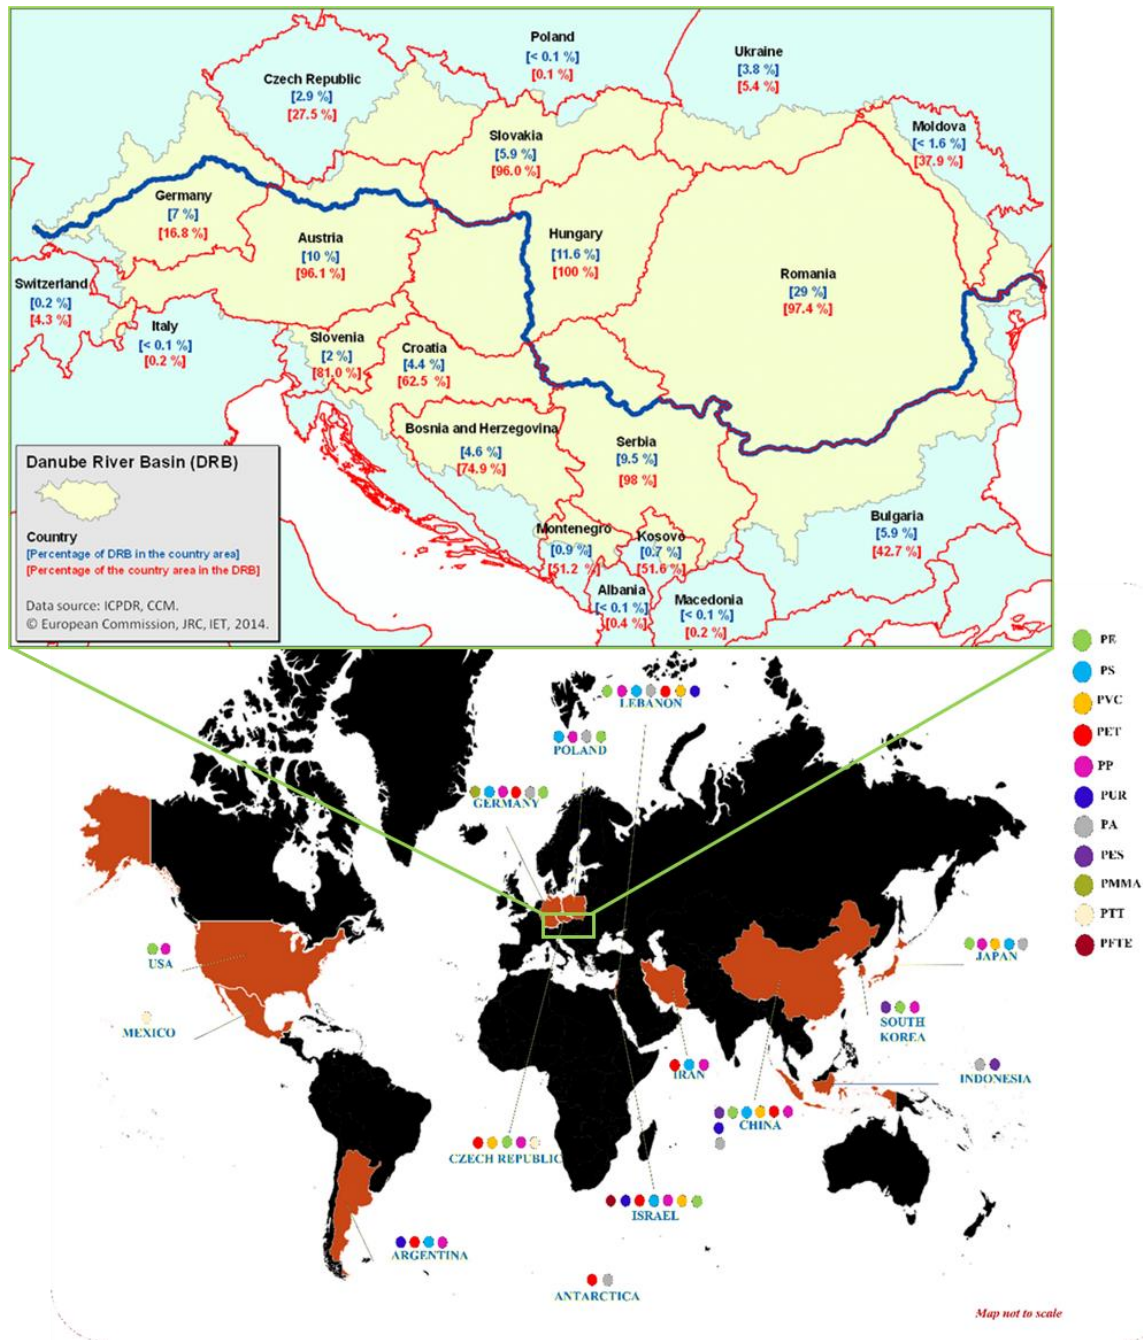 Poland
[< 0.1 %]
[0.1 %]
Ukraine
[3.8 %]
[5.4 %]
Czech Republic
[2.9 %]
[27.5 %]
Slovakia
[5.9 %]
[96.0 %]
Moldova
[< 1.6 %]
[37.9 %]
Germany
[7 %]
[16.8 %]
Austria
[10 %]
[96.1 %]
Hungary
[11.6 %]
[100 %]
Romania
[29 %]
[97.4 %]
Switzerland
[0.2 %]
[4.3 %]
Italy
[< 0.1 %]
[0.2 %]
Slovenia
[2 %]
[81.0 %]
Croatia
[4.4 %]
[62.5 %]
Bosnia and Herzegovina
[4.6 %]
[74.9 %]
Serbia
[9.5 %]
[98 %]
Bulgaria
[5.9 %]
[42.7 %]
Montenegro
[0.9 %]
[51.2 %]
Kosovo
[0.7 %]
[51.6 %]
Albania
[< 0.1 %]
[0.4 %]
Macedonia
[< 0.1 %]
[0.2 %]
Danube River Basin (DRB)
Country
[Percentage of DRB in the country area]
[Percentage of the country area in the DRB]
Data source: ICPDR, CCM.
© European Commission, JRC, IET, 2014.
PE
PS
PVC
PET
PP
PUR
PA
PES
PMMA
PTT
PFTE
LEBANON
POLAND
GERMANY
USA
MEXICO
JAPAN
SOUTH
KOREA
INDONESIA
IRAN
CHINA
CZECH REPUBLIC
ISRAEL
ARGENTINA
ANTARCTICA
Map not to scale